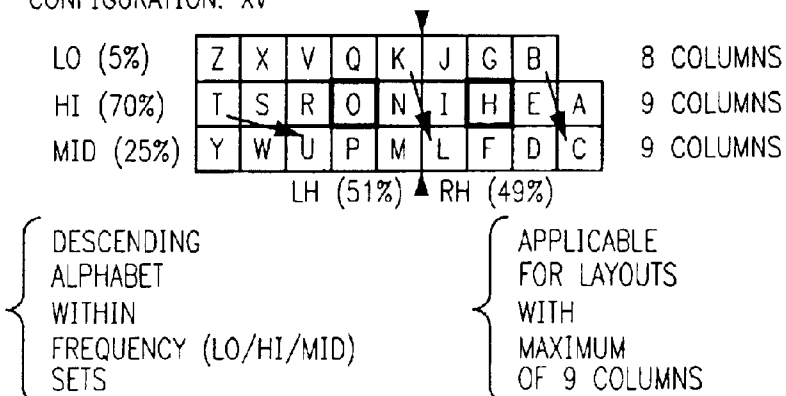 CONFIGURATION: XV
LO (5%) Z X V Q K J G B 8 COLUMNS
HI (70%) T S R O N I H E A 9 COLUMNS
MID (25%) Y W U P M L F D C 9 COLUMNS
LH (51%) RH (49%)
DESCENDING
ALPHABET
WITHIN
FREQUENCY (LO/HI/MID)
SETS
APPLICABLE
FOR LAYOUTS
WITH
MAXIMUM
OF 9 COLUMNS